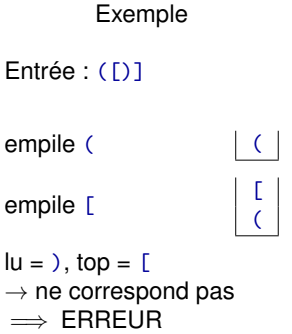 Exemple
Entrée : ([)]
empile ( (
[
empile [
(
lu = ), top = [
→ ne correspond pas
⟹ ERREUR